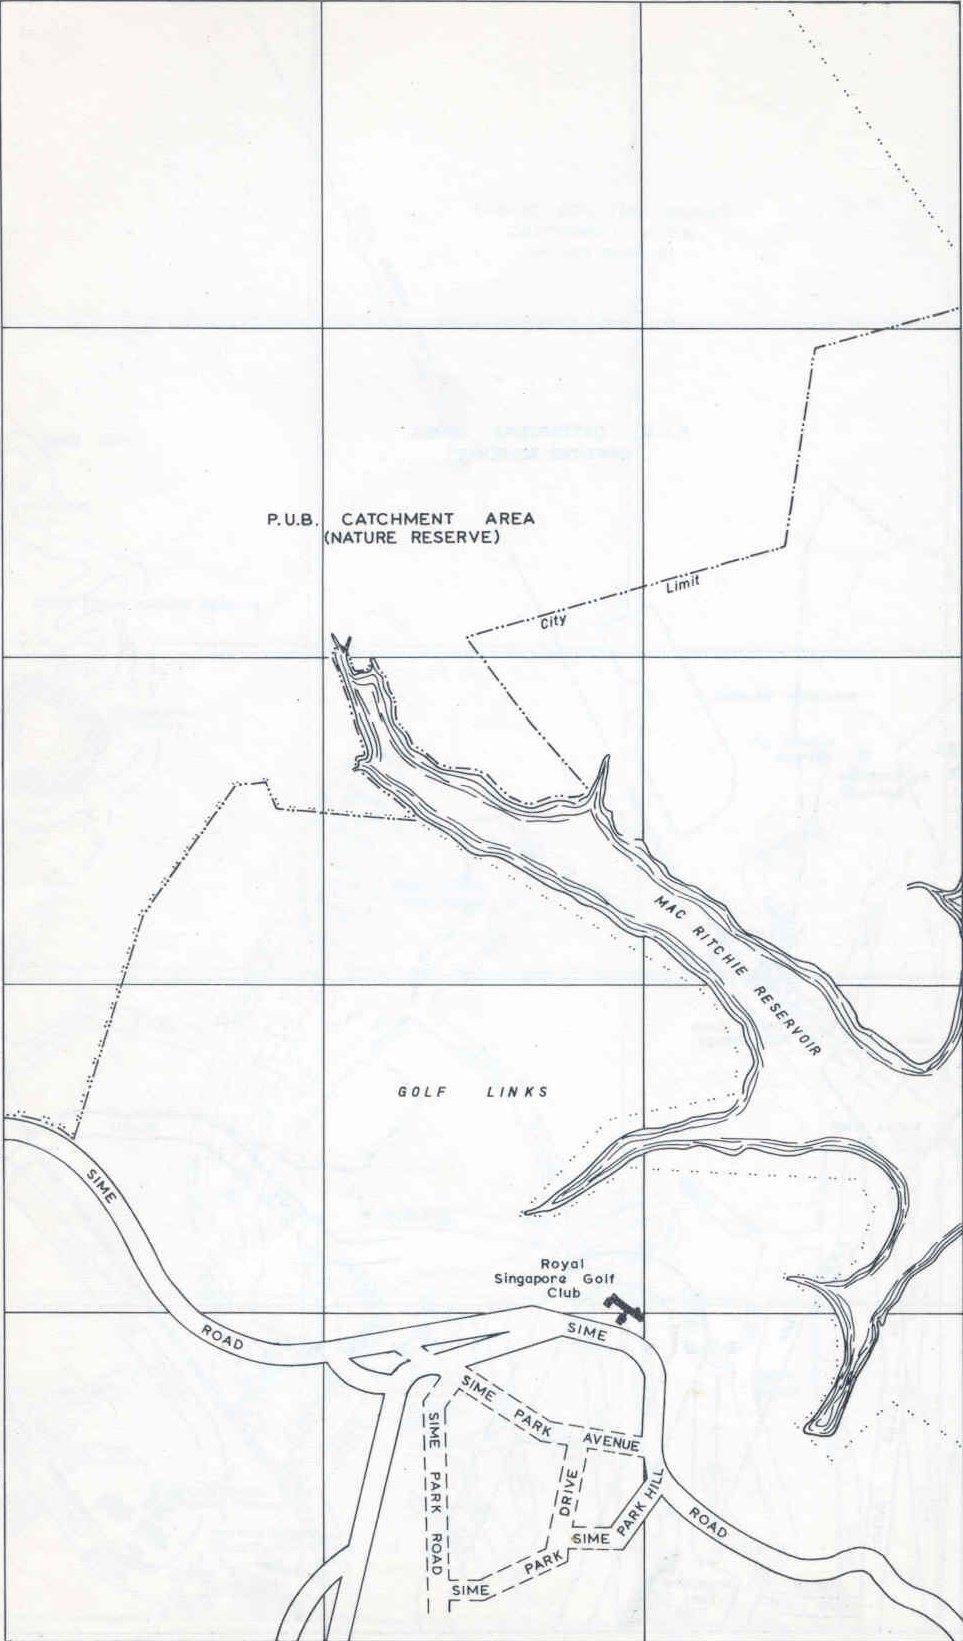 P.U.B. CATCHMENT AREA
(NATURE RESERVE)
City Limit
MAC RITCHIE RESERVOIR
GOLF LINKS
SIME
ROAD
Royal
Singapore Golf
Club
SIME
SIME PARK AVENUE
SIME PARK ROAD
DRIVE
SIME PARK HILL
ROAD
SIME PARK